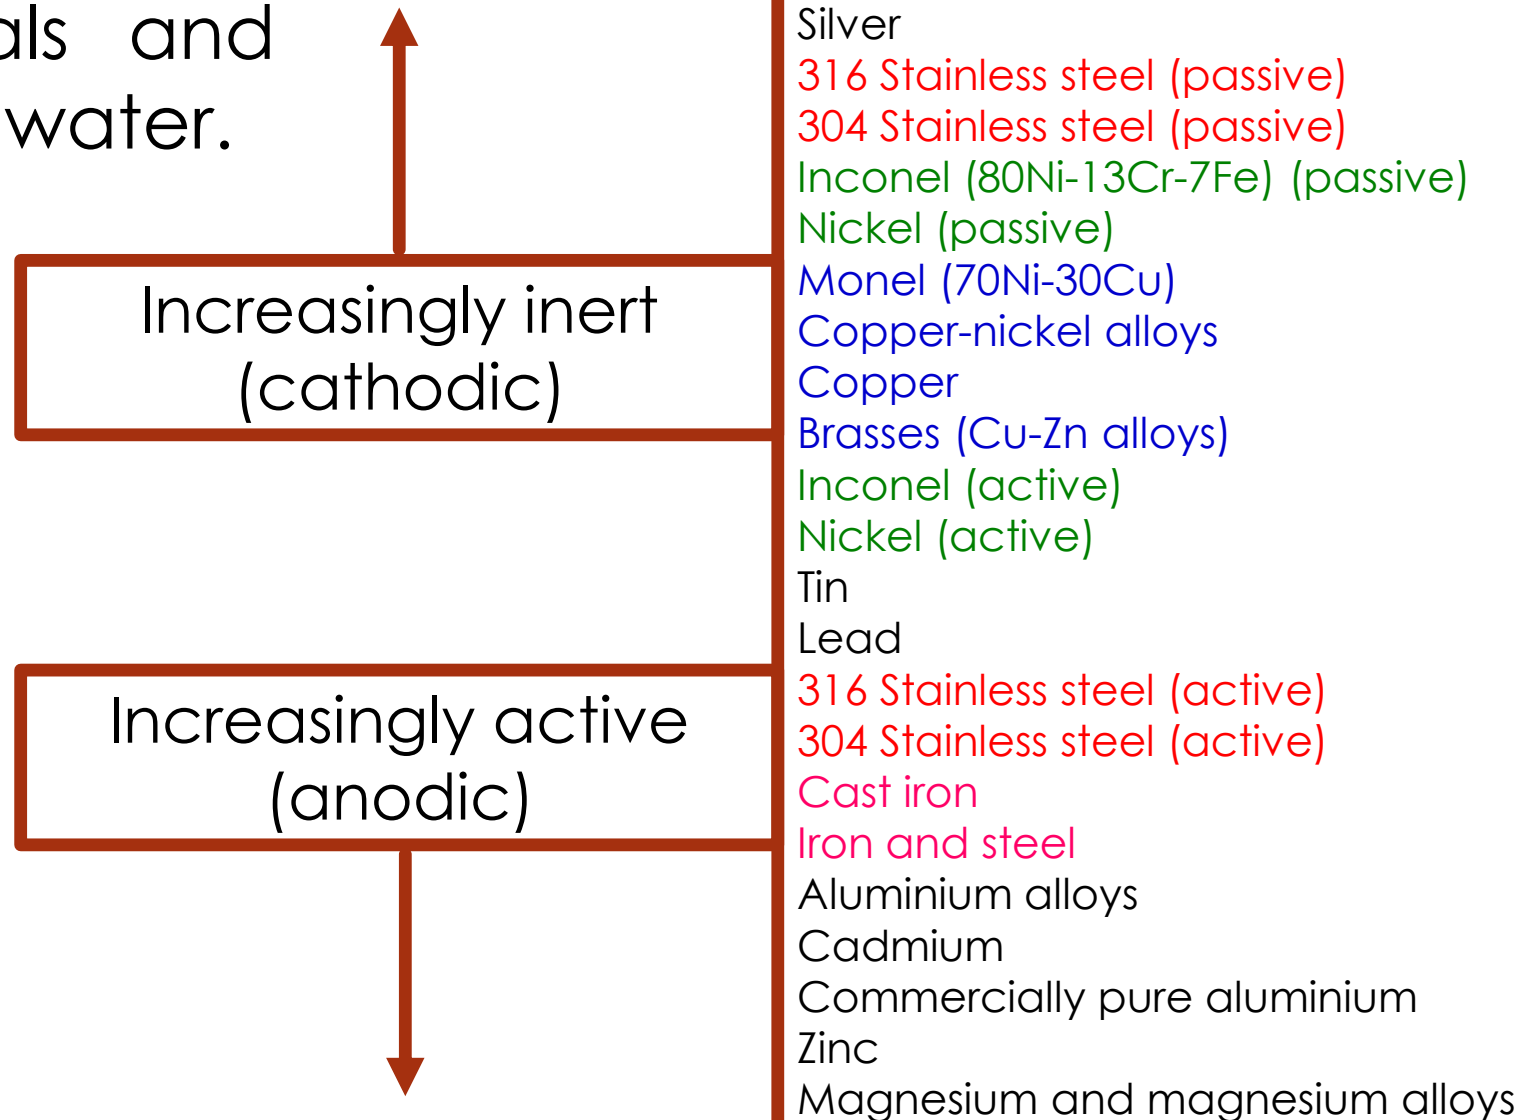 als and
water.
Increasingly inert
(cathodic)
Increasingly active
(anodic)
Silver
316 Stainless steel (passive)
304 Stainless steel (passive)
Inconel (80Ni-13Cr-7Fe) (passive)
Nickel (passive)
Monel (70Ni-30Cu)
Copper-nickel alloys
Copper
Brasses (Cu-Zn alloys)
Inconel (active)
Nickel (active)
Tin
Lead
316 Stainless steel (active)
304 Stainless steel (active)
Cast iron
Iron and steel
Aluminium alloys
Cadmium
Commercially pure aluminium
Zinc
Magnesium and magnesium alloys